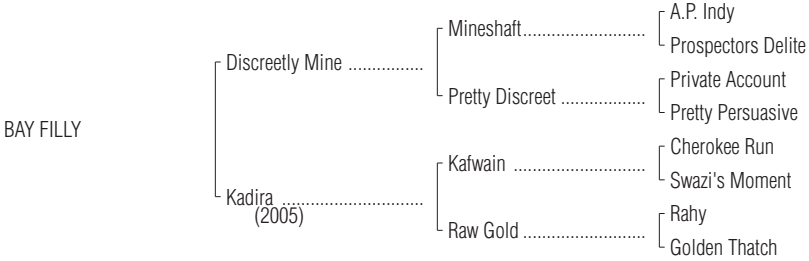 A.P. Indy
Mineshaft..........................
Prospectors Delite
Discreetly Mine ................
Private Account
Pretty Discreet ..................
Pretty Persuasive
BAY FILLY
Cherokee Run
Kafwain ...........................
Swazi's Moment
Kadira ..............................
(2005)
Rahy
Raw Gold ..........................
Golden Thatch